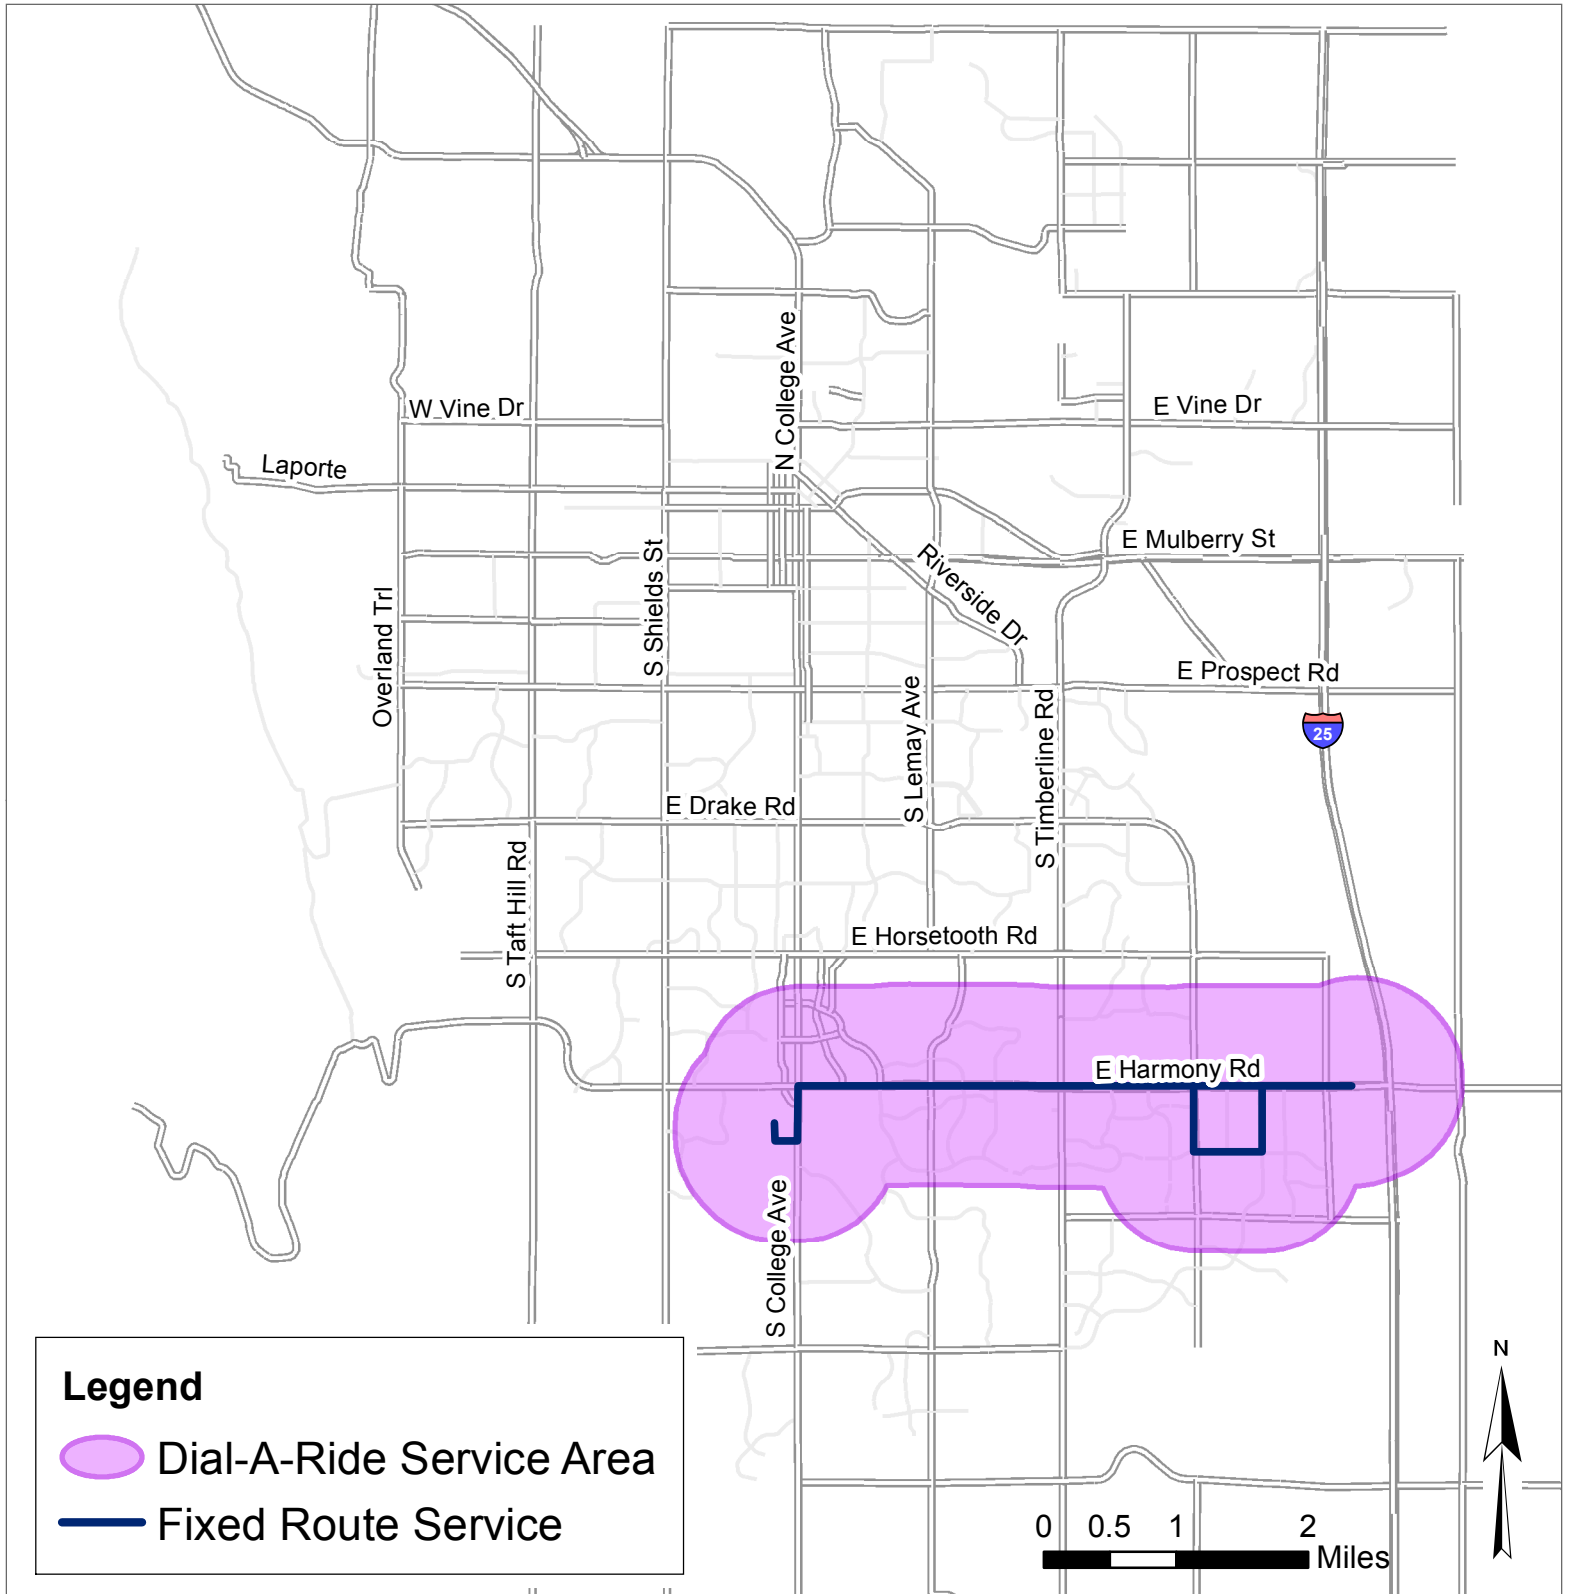 N College Ave
W Vine Dr
E Vine Dr
Laporte
E Mulberry St
S Shields St
Riverside Dr
Overland Trl
E Prospect Rd
S Lemay Ave
S Timberline Rd
25
E Drake Rd
S Taft Hill Rd
E Horsetooth Rd
E Harmony Rd
S College Ave
Legend
Dial-A-Ride Service Area
Fixed Route Service
N
0 0.5 1 2
Miles